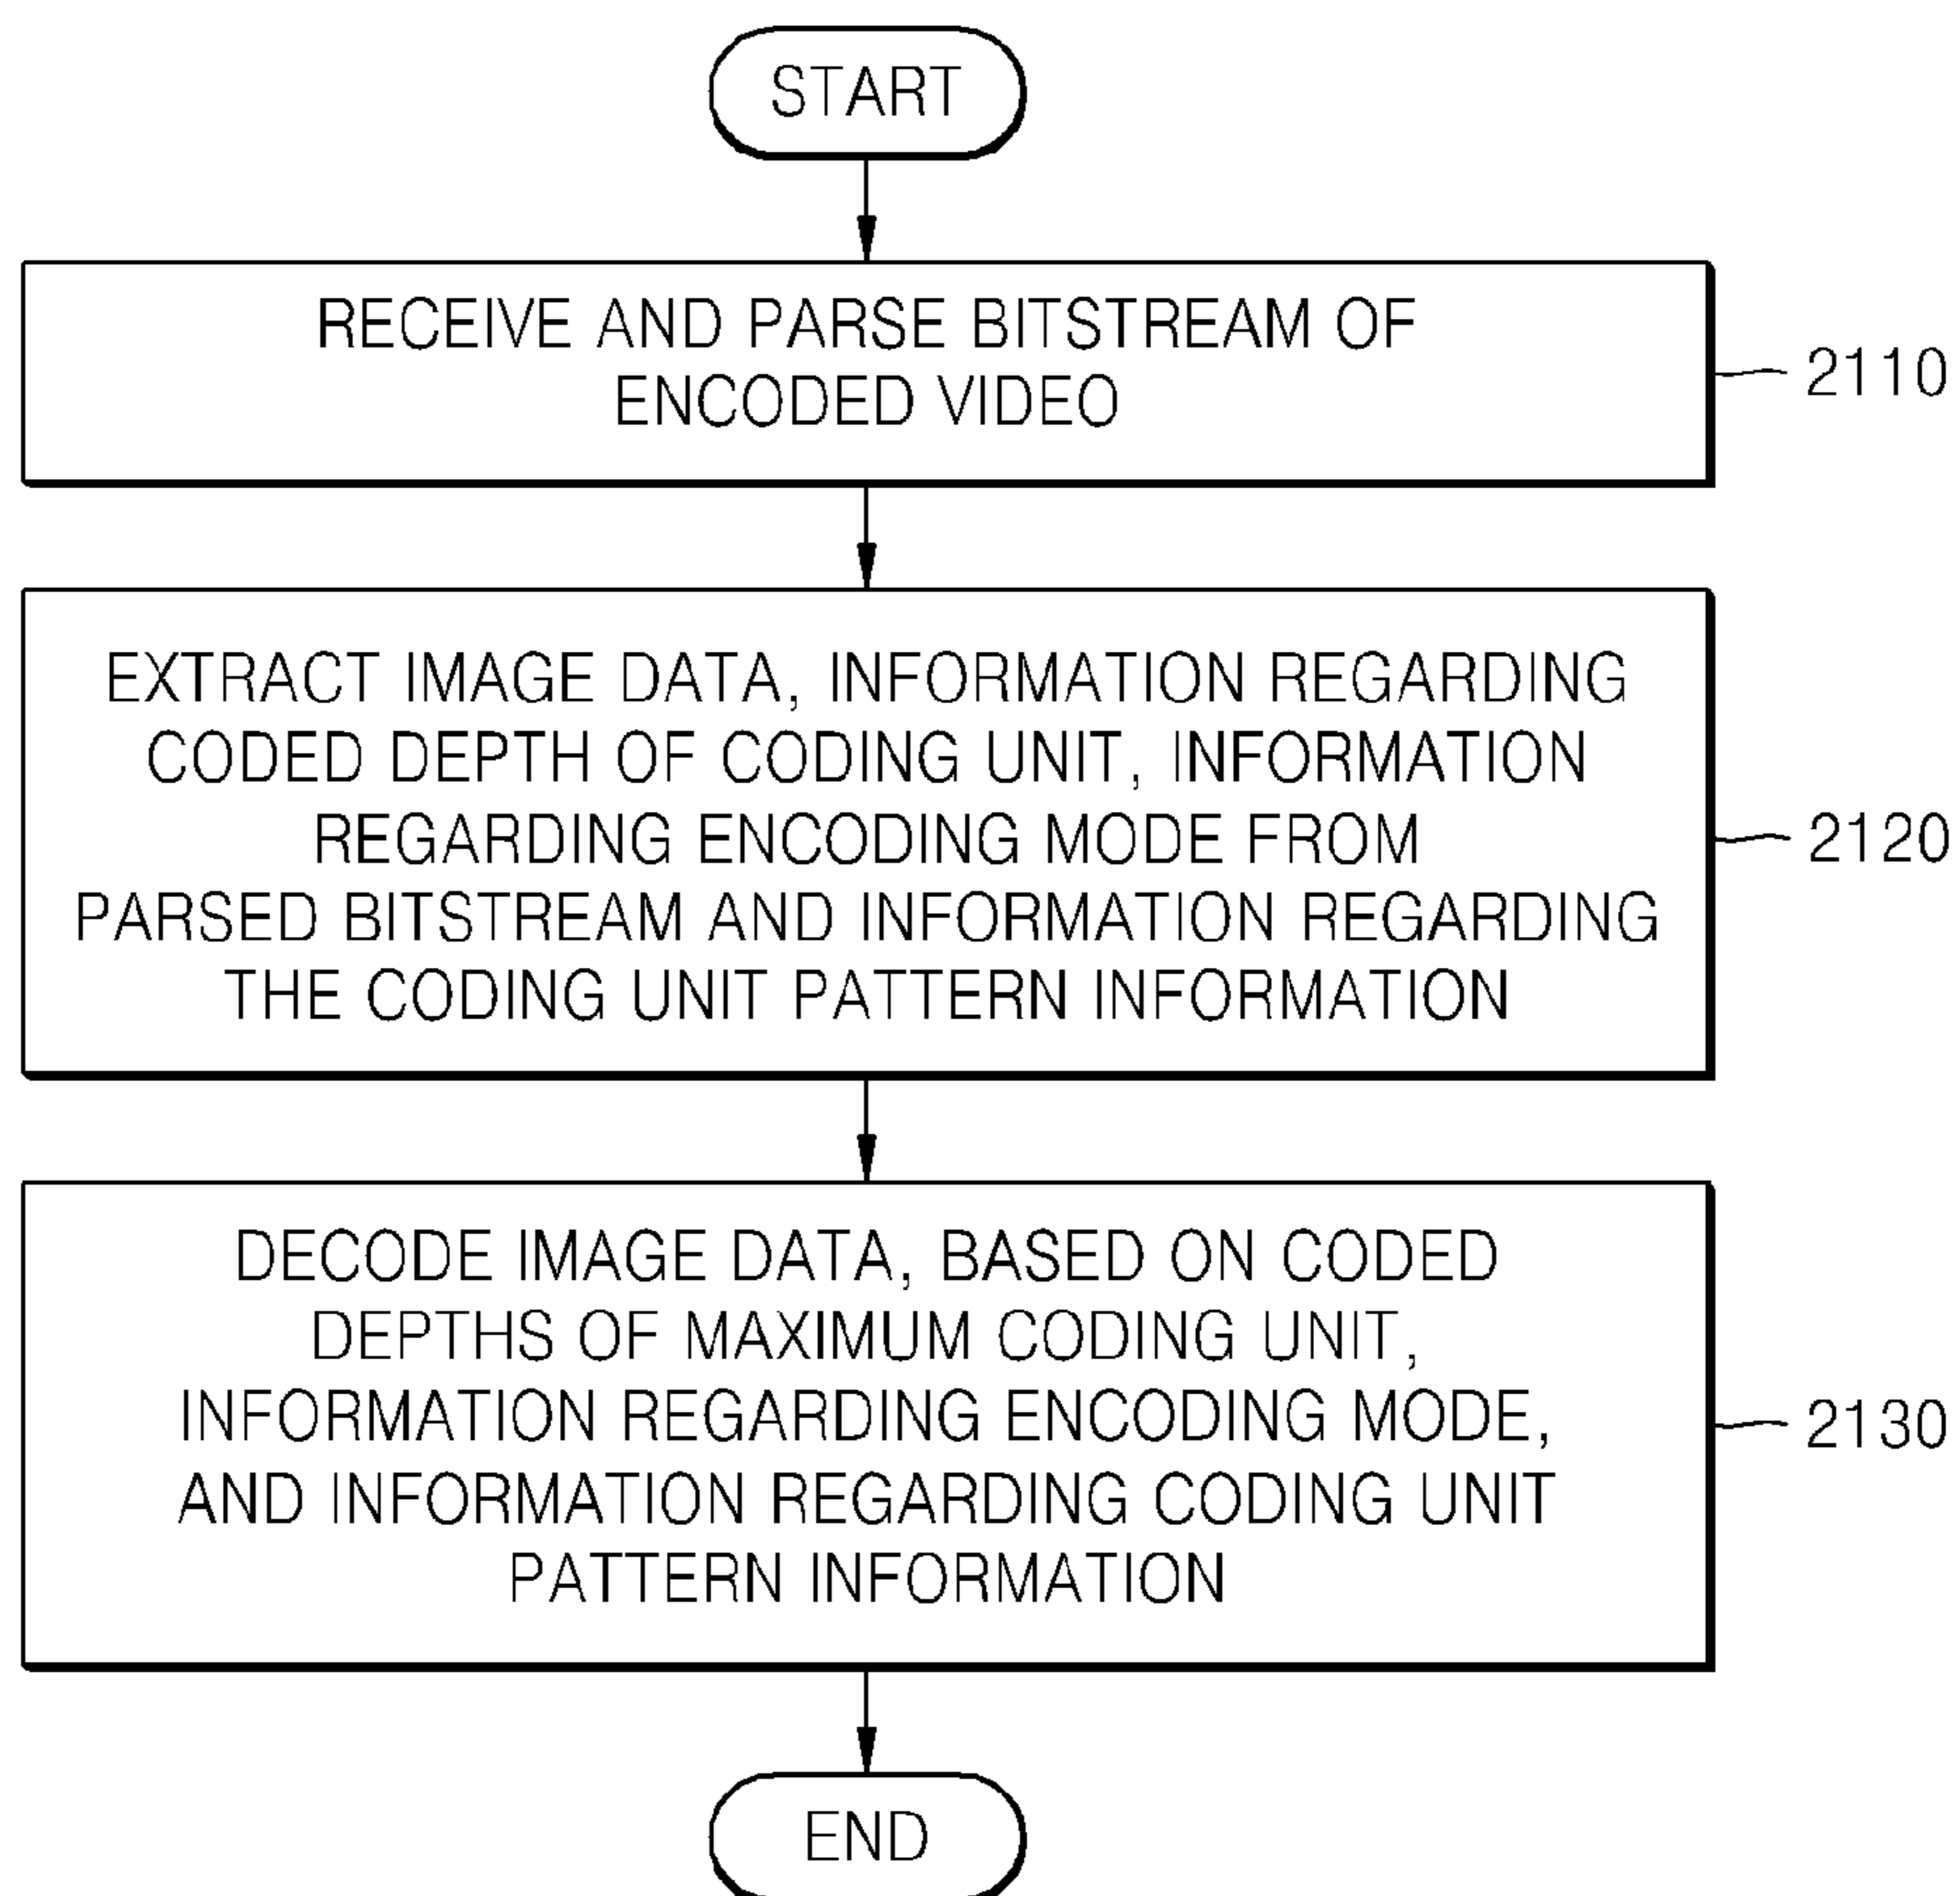 START
RECEIVE AND PARSE BITSTREAM OF
ENCODED VIDEO
2110
EXTRACT IMAGE DATA, INFORMATION REGARDING
CODED DEPTH OF CODING UNIT, INFORMATION
REGARDING ENCODING MODE FROM
PARSED BITSTREAM AND INFORMATION REGARDING
THE CODING UNIT PATTERN INFORMATION
2120
DECODE IMAGE DATA, BASED ON CODED
DEPTHS OF MAXIMUM CODING UNIT,
INFORMATION REGARDING ENCODING MODE,
AND INFORMATION REGARDING CODING UNIT
PATTERN INFORMATION
2130
END